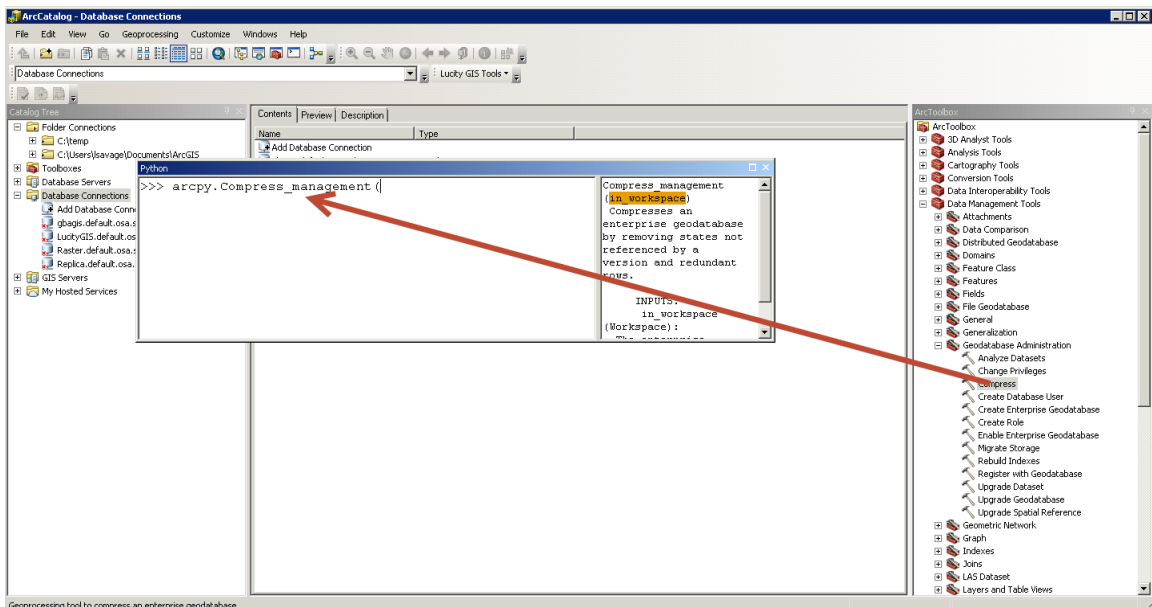 ArcCatalog - Database Connections
File Edit View Go Geoprocessing Customize Windows Help
Database Connections
Lucity GIS Tools
Catalog Tree
Folder Connections
C:\temp
C:\Users\lsavage\Documents\ArcGIS
Toolboxes
Database Servers
Database Connections
Add Database Conn
gbagis.default.osa.s
LucityGIS.default.os
Raster.default.osa.s
Replica.default.osa.
GIS Servers
My Hosted Services
Contents Preview Description
Name Type
Add Database Connection
Python
>>> arcpy.Compress_management(
Compress_management
(in_workspace)
Compresses an
enterprise geodatabase
by removing states not
referenced by a
version and redundant
rows.
INPUTS:
in_workspace
(Workspace):
The enterprise
ArcToolbox
ArcToolbox
3D Analyst Tools
Analysis Tools
Cartography Tools
Conversion Tools
Data Interoperability Tools
Data Management Tools
Attachments
Data Comparison
Distributed Geodatabase
Domains
Feature Class
Features
Fields
File Geodatabase
General
Generalization
Geodatabase Administration
Analyze Datasets
Change Privileges
Compress
Create Database User
Create Enterprise Geodatabase
Create Role
Enable Enterprise Geodatabase
Migrate Storage
Rebuild Indexes
Register with Geodatabase
Upgrade Dataset
Upgrade Geodatabase
Upgrade Spatial Reference
Geometric Network
Graph
Indexes
Joins
LAS Dataset
Layers and Table Views
Geoprocessing tool to compress an enterprise geodatabase